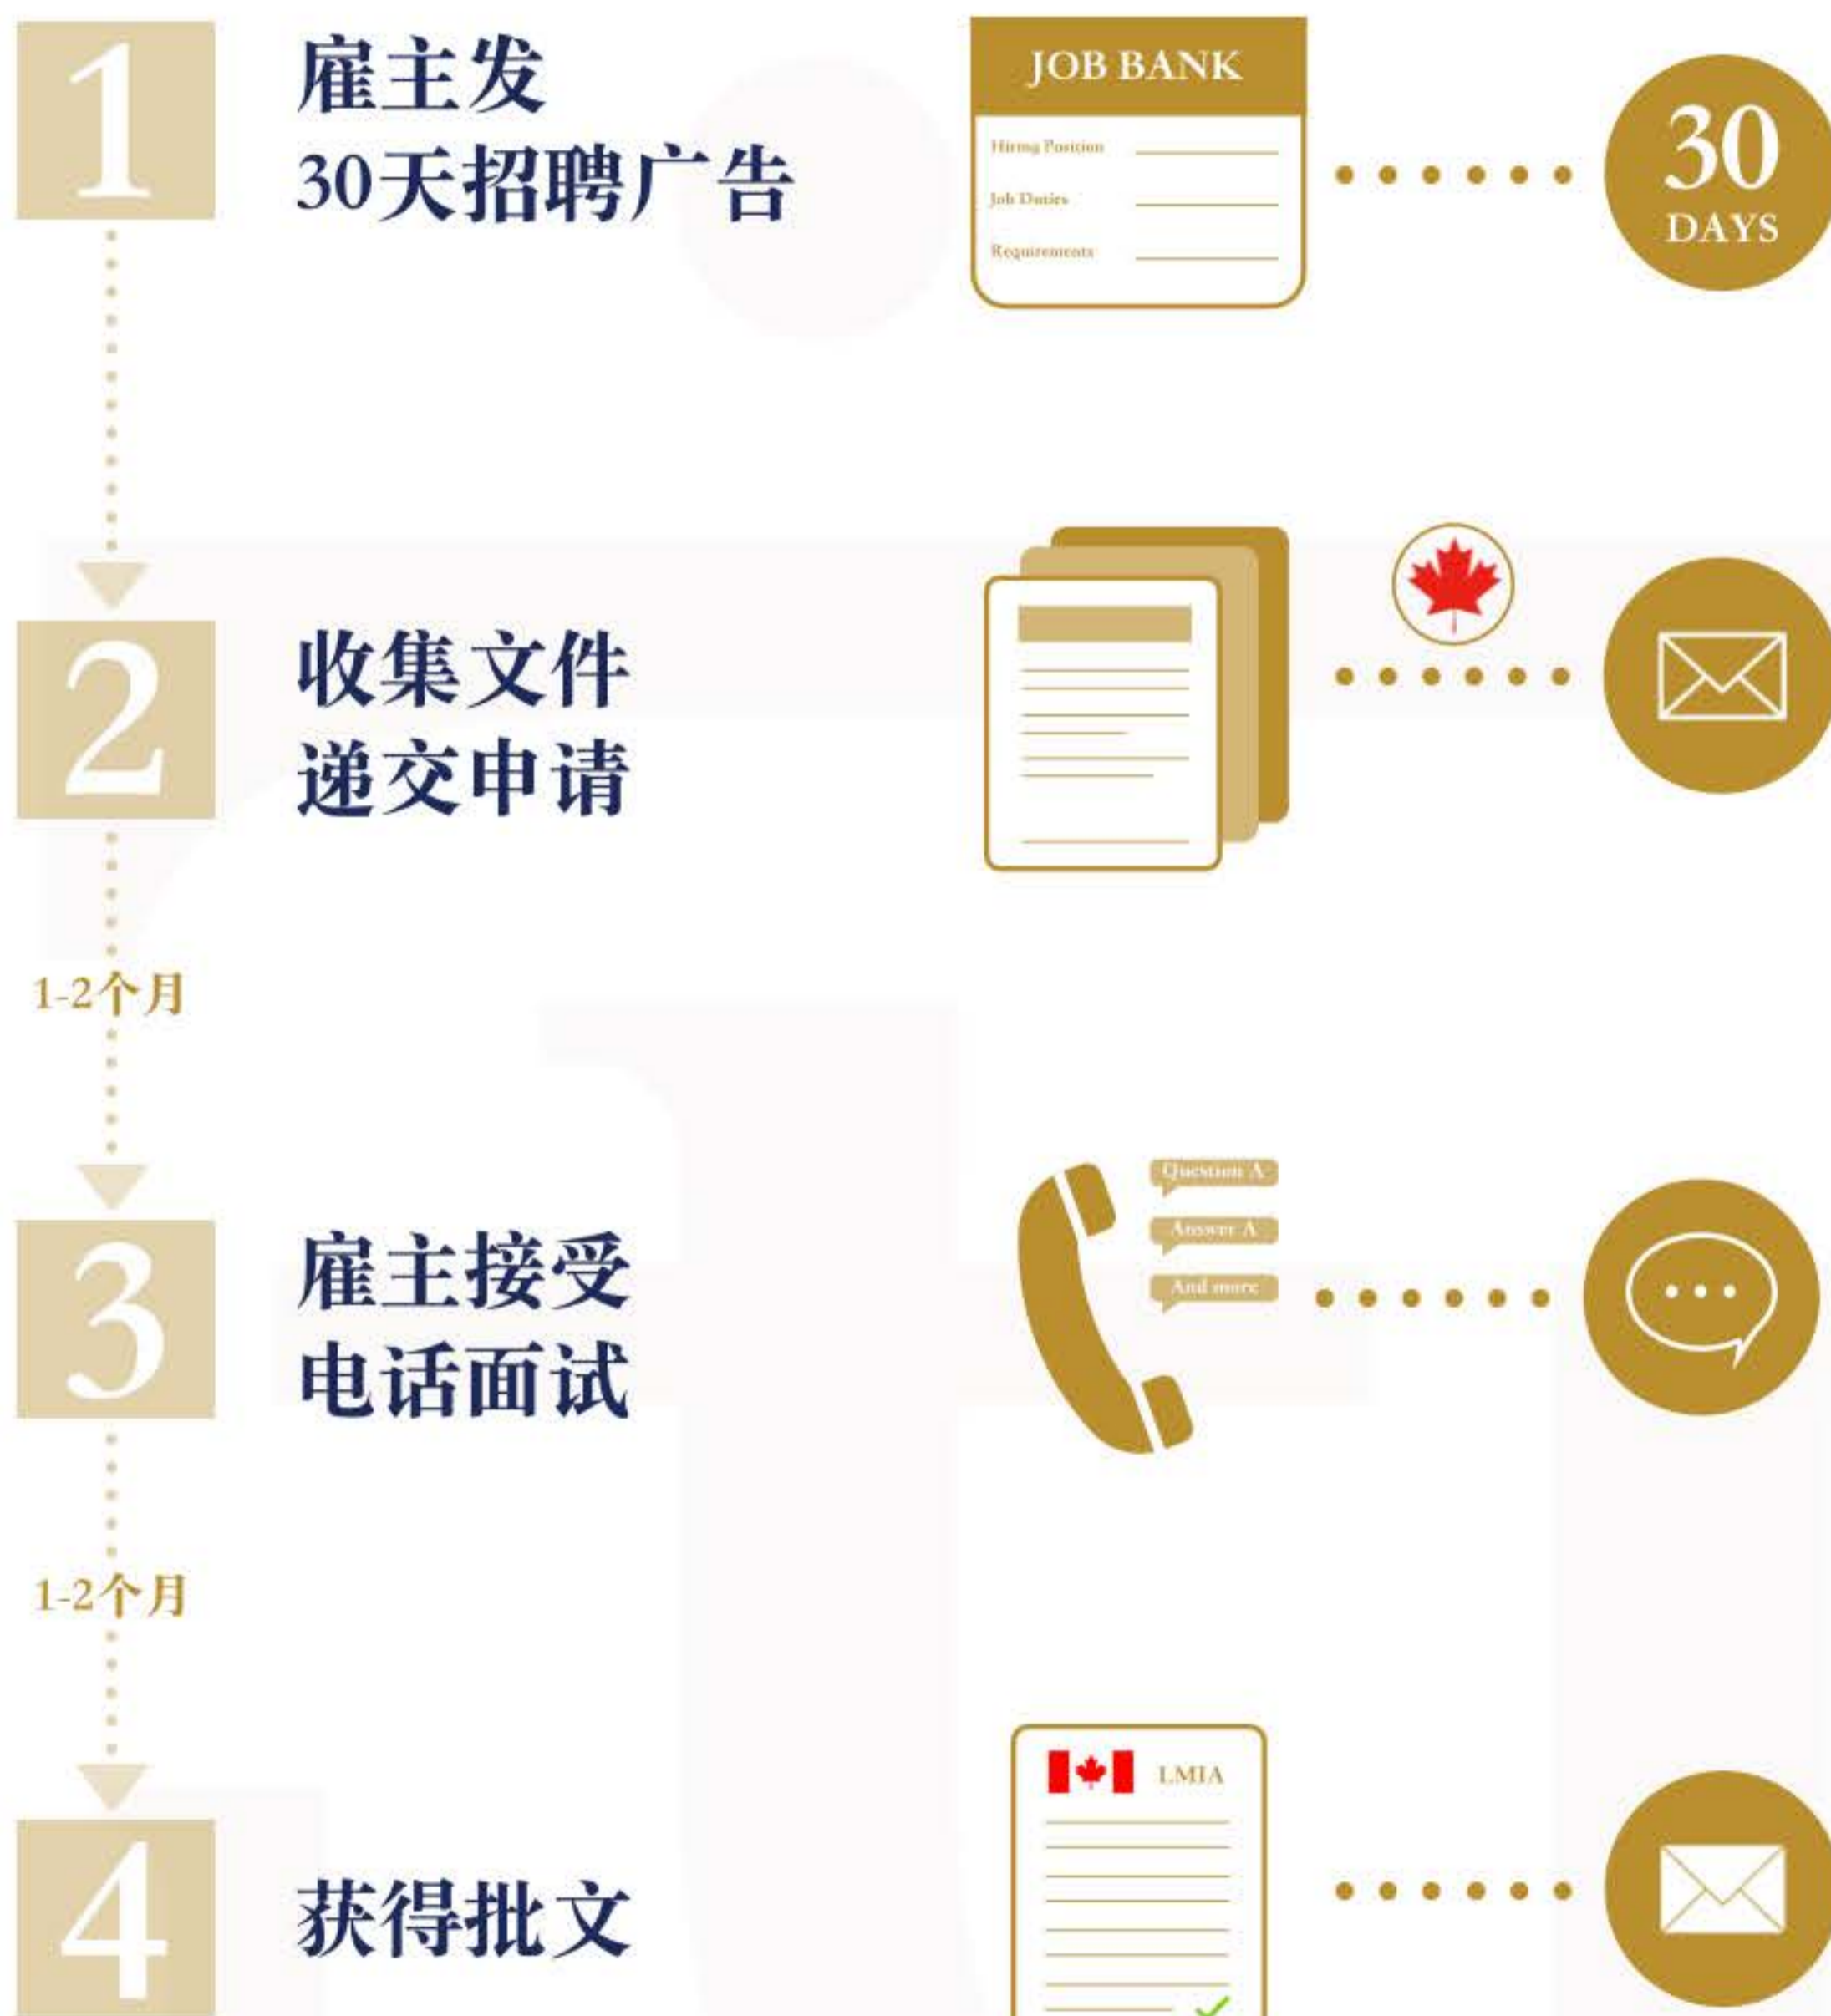 1
雇主发
30天招聘广告
JOB BANK
Hiring Position
Job Duties
Requirements
30
DAYS
2
收集文件
递交申请
1-2个月
3
雇主接受
电话面试
Question A
Answer A
And more
1-2个月
4
获得批文
LMIA